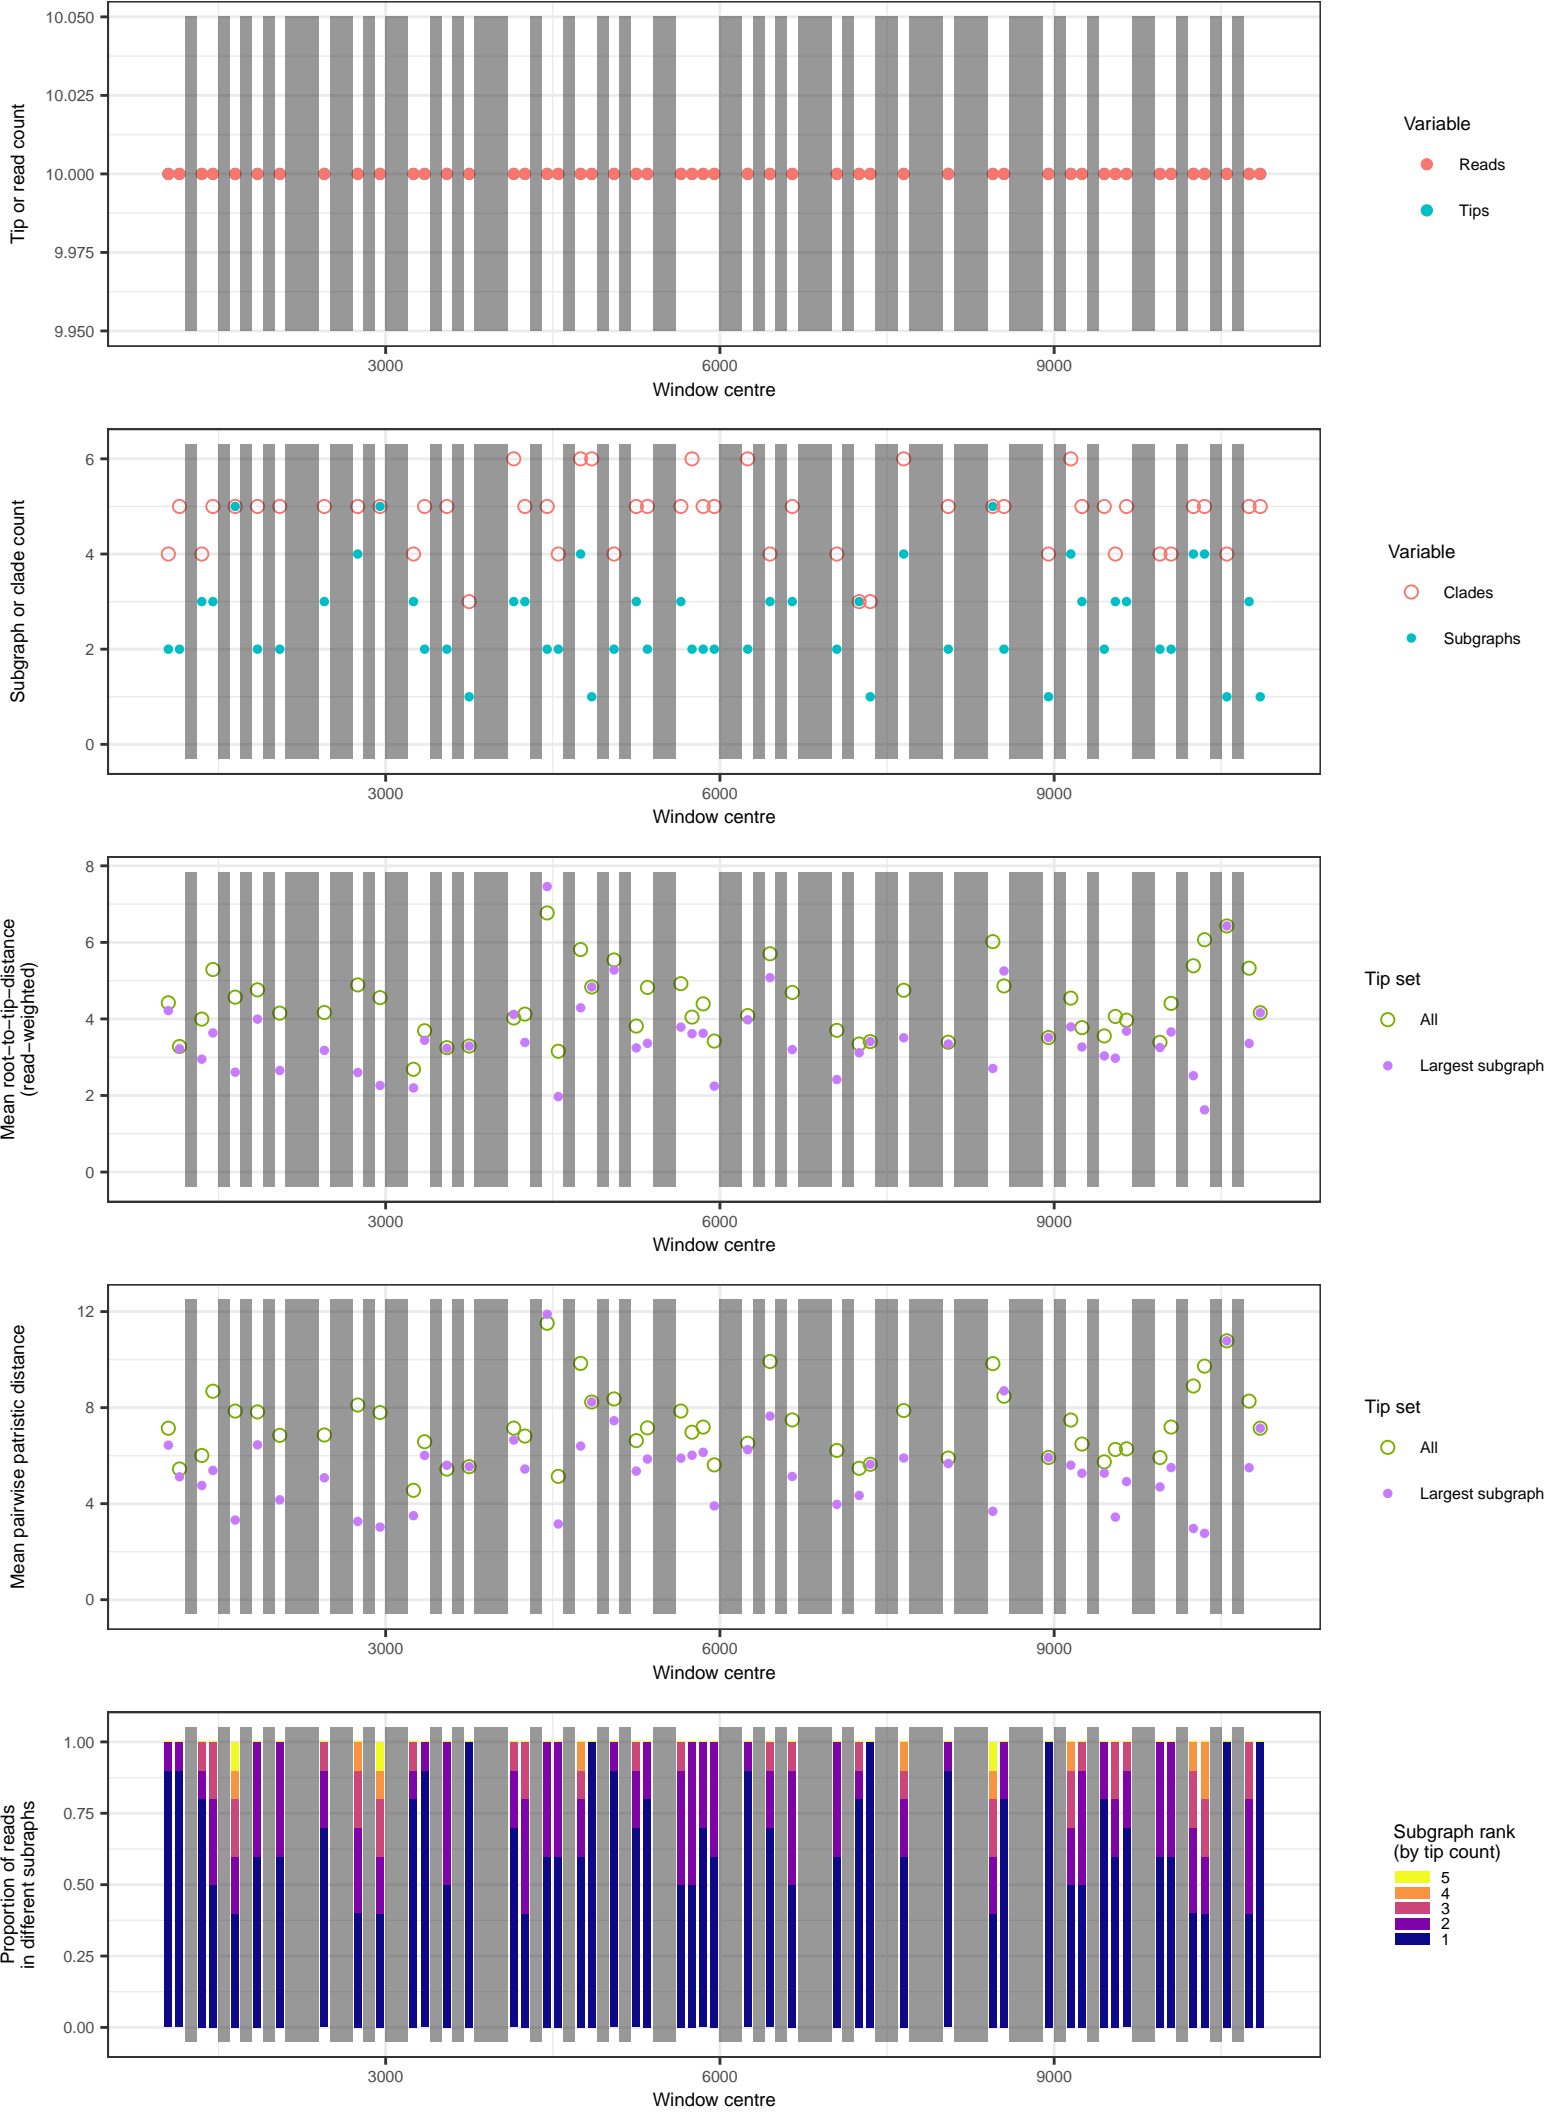 10.050
10.025
10.000
9.975
9.950
Tip or read count
3000 6000 9000
Window centre
Variable
Reads
Tips
6
4
2
0
Subgraph or clade count
3000 6000 9000
Window centre
Variable
Clades
Subgraphs
8
6
4
2
0
Mean root−to−tip−distance
(read−weighted)
3000 6000 9000
Window centre
Tip set
All
Largest subgraph
12
8
4
0
Mean pairwise patristic distance
3000 6000 9000
Window centre
Tip set
All
Largest subgraph
1.00
0.75
0.50
0.25
0.00
Proportion of reads
in different subraphs
3000 6000 9000
Window centre
Subgraph rank
(by tip count)
5
4
3
2
1